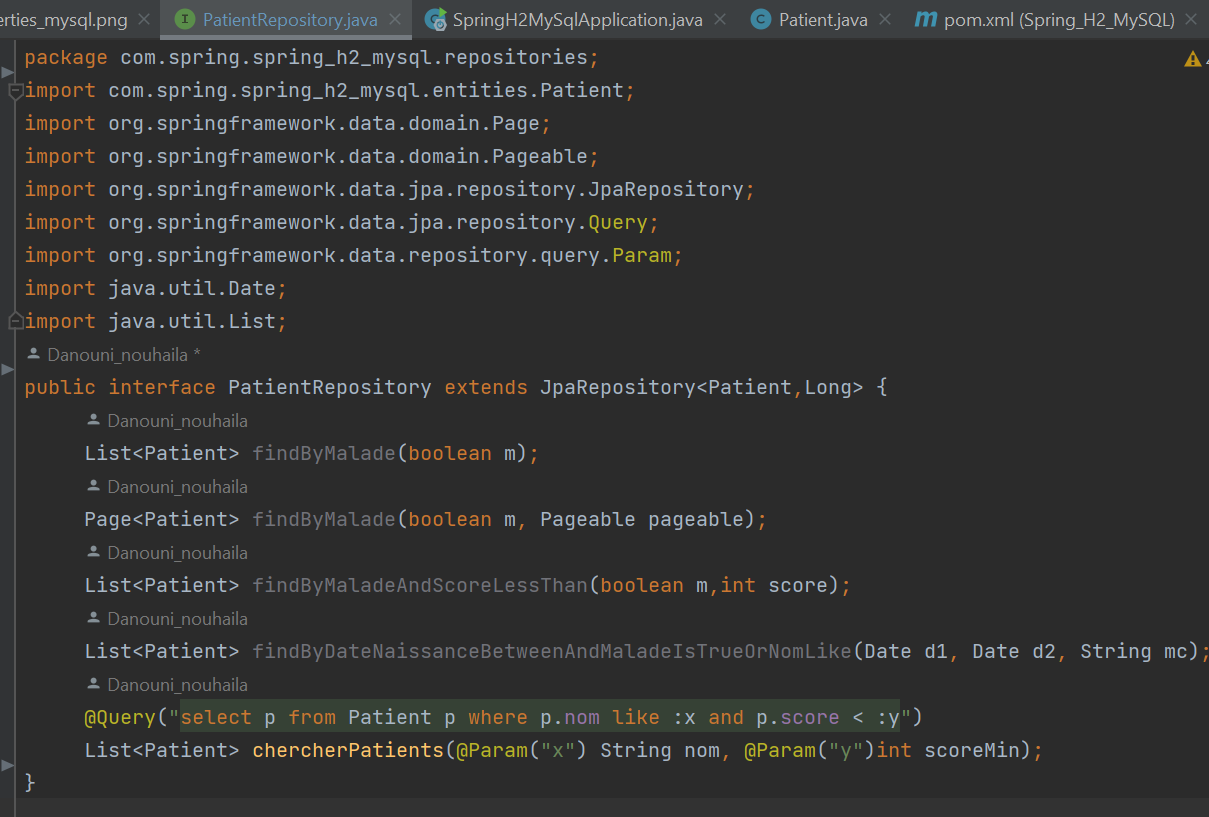 erties_mysql.png PatientRepository.java SpringH2MySqlApplication.java Patient.java pom.xml (Spring_H2_MySQL)
package com.spring.spring_h2_mysql.repositories;
import com.spring.spring_h2_mysql.entities.Patient;
import org.springframework.data.domain.Page;
import org.springframework.data.domain.Pageable;
import org.springframework.data.jpa.repository.JpaRepository;
import org.springframework.data.jpa.repository.Query;
import org.springframework.data.repository.query.Param;
import java.util.Date;
import java.util.List;
Danouni_nouhaila *
public interface PatientRepository extends JpaRepository<Patient,Long> {
Danouni_nouhaila
List<Patient> findByMalade(boolean m);
Danouni_nouhaila
Page<Patient> findByMalade(boolean m, Pageable pageable);
Danouni_nouhaila
List<Patient> findByMaladeAndScoreLessThan(boolean m,int score);
Danouni_nouhaila
List<Patient> findByDateNaissanceBetweenAndMaladeIsTrueOrNomLike(Date d1, Date d2, String mc);
Danouni_nouhaila
@Query("select p from Patient p where p.nom like :x and p.score < :y")
List<Patient> chercherPatients(@Param("x") String nom, @Param("y")int scoreMin);
}